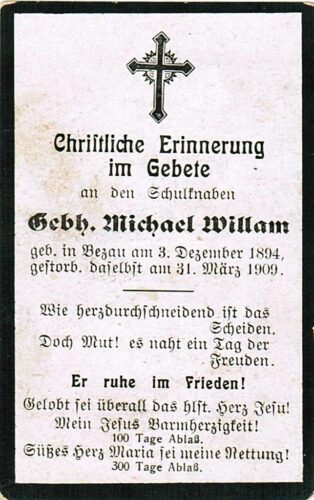 Christliche Erinnerung
im Gebete
an den Schulknaben
Gebh. Michael Willam
geb. in Bezau am 3. Dezember 1894,
gestorb. daselbst am 31. März 1909.
Wie herzdurchschneidend ist das
Scheiden.
Doch Mut! es naht ein Tag der
Freuden.
Er ruhe im Frieden!
Gelobt sei überall das hlst. Herz Jesu!
Mein Jesus Barmherzigkeit!
100 Tage Ablaß.
Süßes Herz Maria sei meine Rettung!
300 Tage Ablaß.